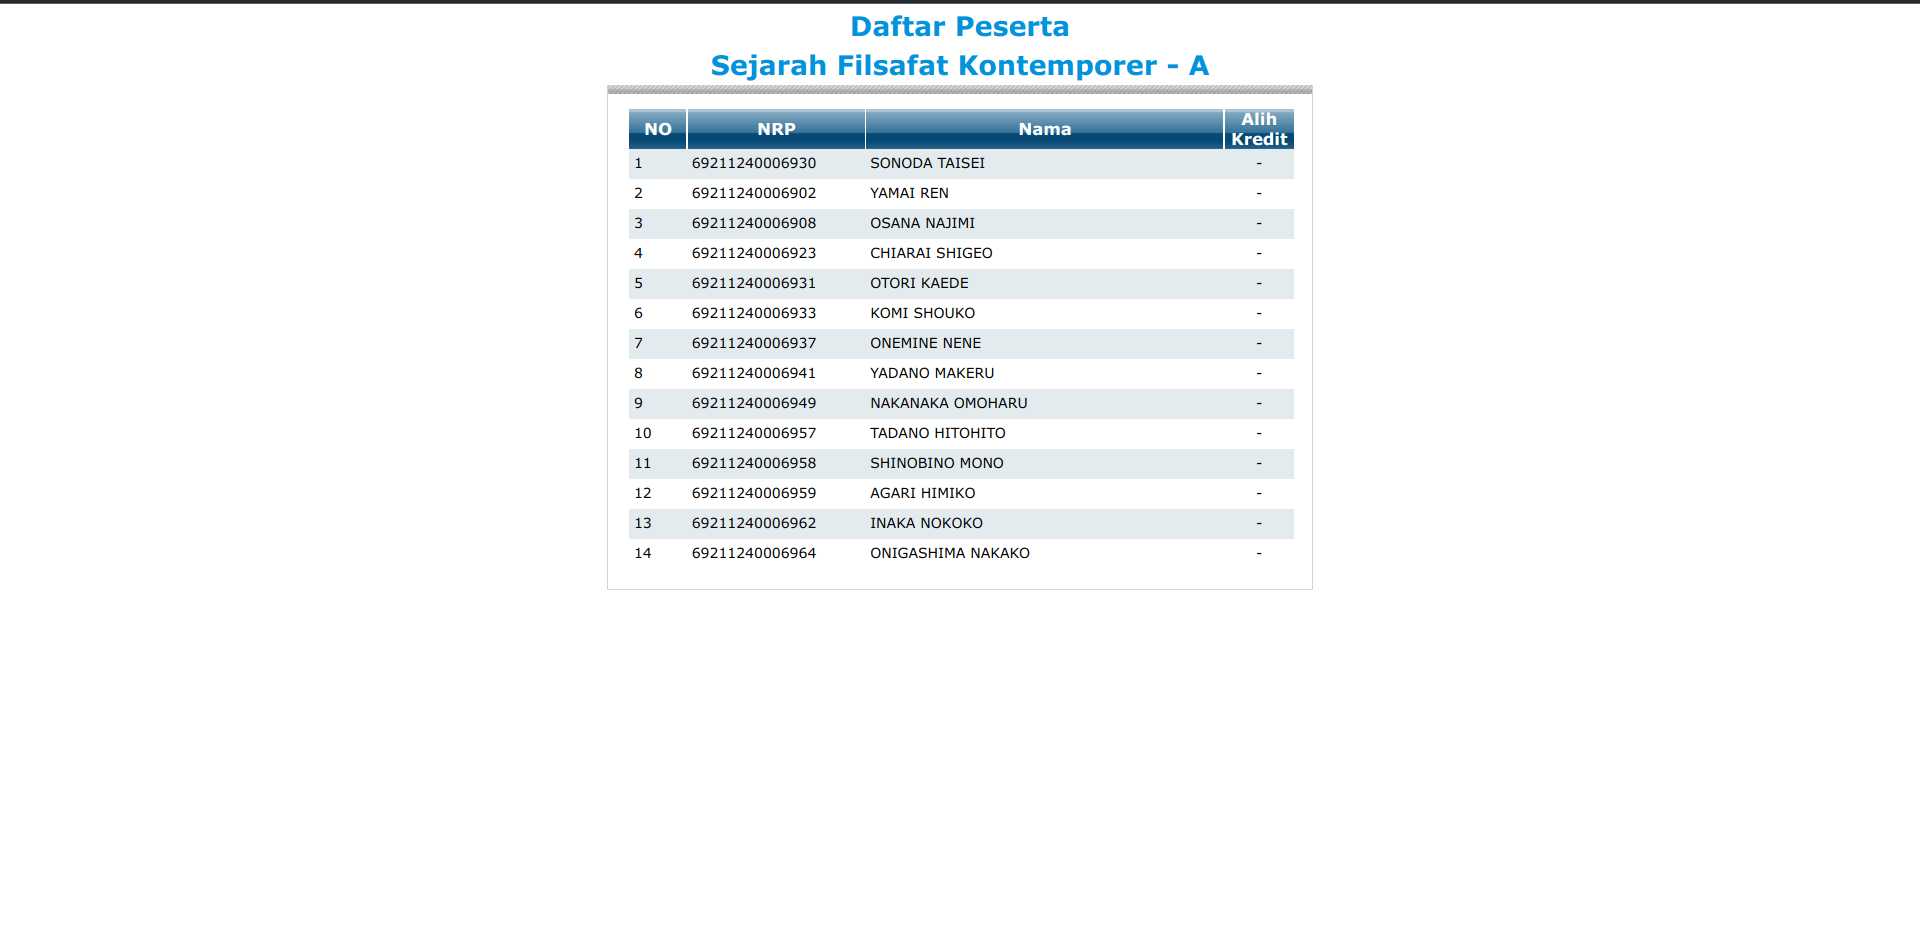 Daftar Peserta
Sejarah Filsafat Kontemporer - A
NO NRP Nama Alih Kredit
1 69211240006930 SONODA TAISEI -
2 69211240006902 YAMAI REN -
3 69211240006908 OSANA NAJIMI -
4 69211240006923 CHIARAI SHIGEO -
5 69211240006931 OTORI KAEDE -
6 69211240006933 KOMI SHOUKO -
7 69211240006937 ONEMINE NENE -
8 69211240006941 YADANO MAKERU -
9 69211240006949 NAKANAKA OMOHARU -
10 69211240006957 TADANO HITOHITO -
11 69211240006958 SHINOBINO MONO -
12 69211240006959 AGARI HIMIKO -
13 69211240006962 INAKA NOKOKO -
14 69211240006964 ONIGASHIMA NAKAKO -